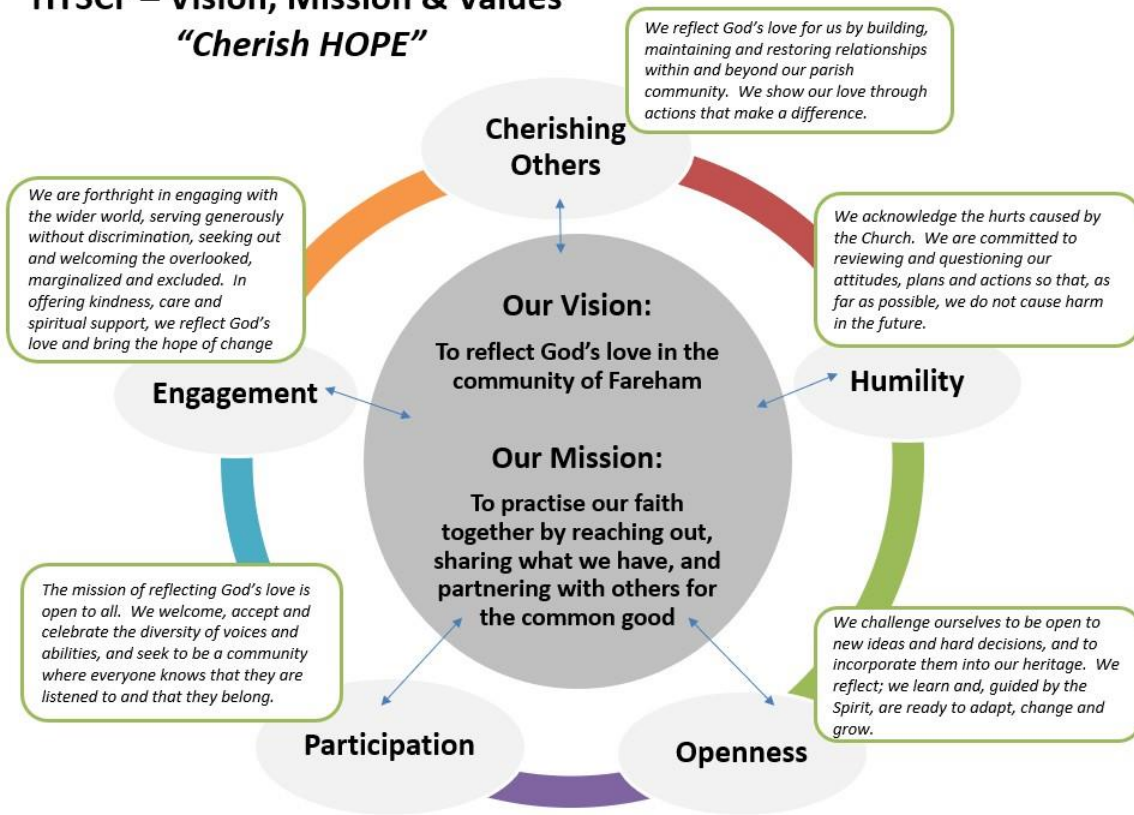 HTSCP – Vision, Mission & Values
“Cherish HOPE”
We reflect God’s love for us by building,
maintaining and restoring relationships
within and beyond our parish
community.  We show our love through
actions that make a difference.
Cherishing
Others
We are forthright in engaging with
the wider world, serving generously
without discrimination, seeking out
and welcoming the overlooked,
marginalized and excluded.  In
offering kindness, care and
spiritual support, we reflect God’s
love and bring the hope of change
Engagement
We acknowledge the hurts caused by
the Church.  We are committed to
reviewing and questioning our
attitudes, plans and actions so that, as
far as possible, we do not cause harm
in the future.
Humility
Our Vision:
To reflect God’s love in the
community of Fareham
Our Mission:
To practise our faith
together by reaching out,
sharing what we have, and
partnering with others for
the common good
The mission of reflecting God’s love is
open to all.  We welcome, accept and
celebrate the diversity of voices and
abilities, and seek to be a community
where everyone knows that they are
listened to and that they belong.
Participation
We challenge ourselves to be open to
new ideas and hard decisions, and to
incorporate them into our heritage.  We
reflect; we learn and, guided by the
Spirit, are ready to adapt, change and
grow.
Openness